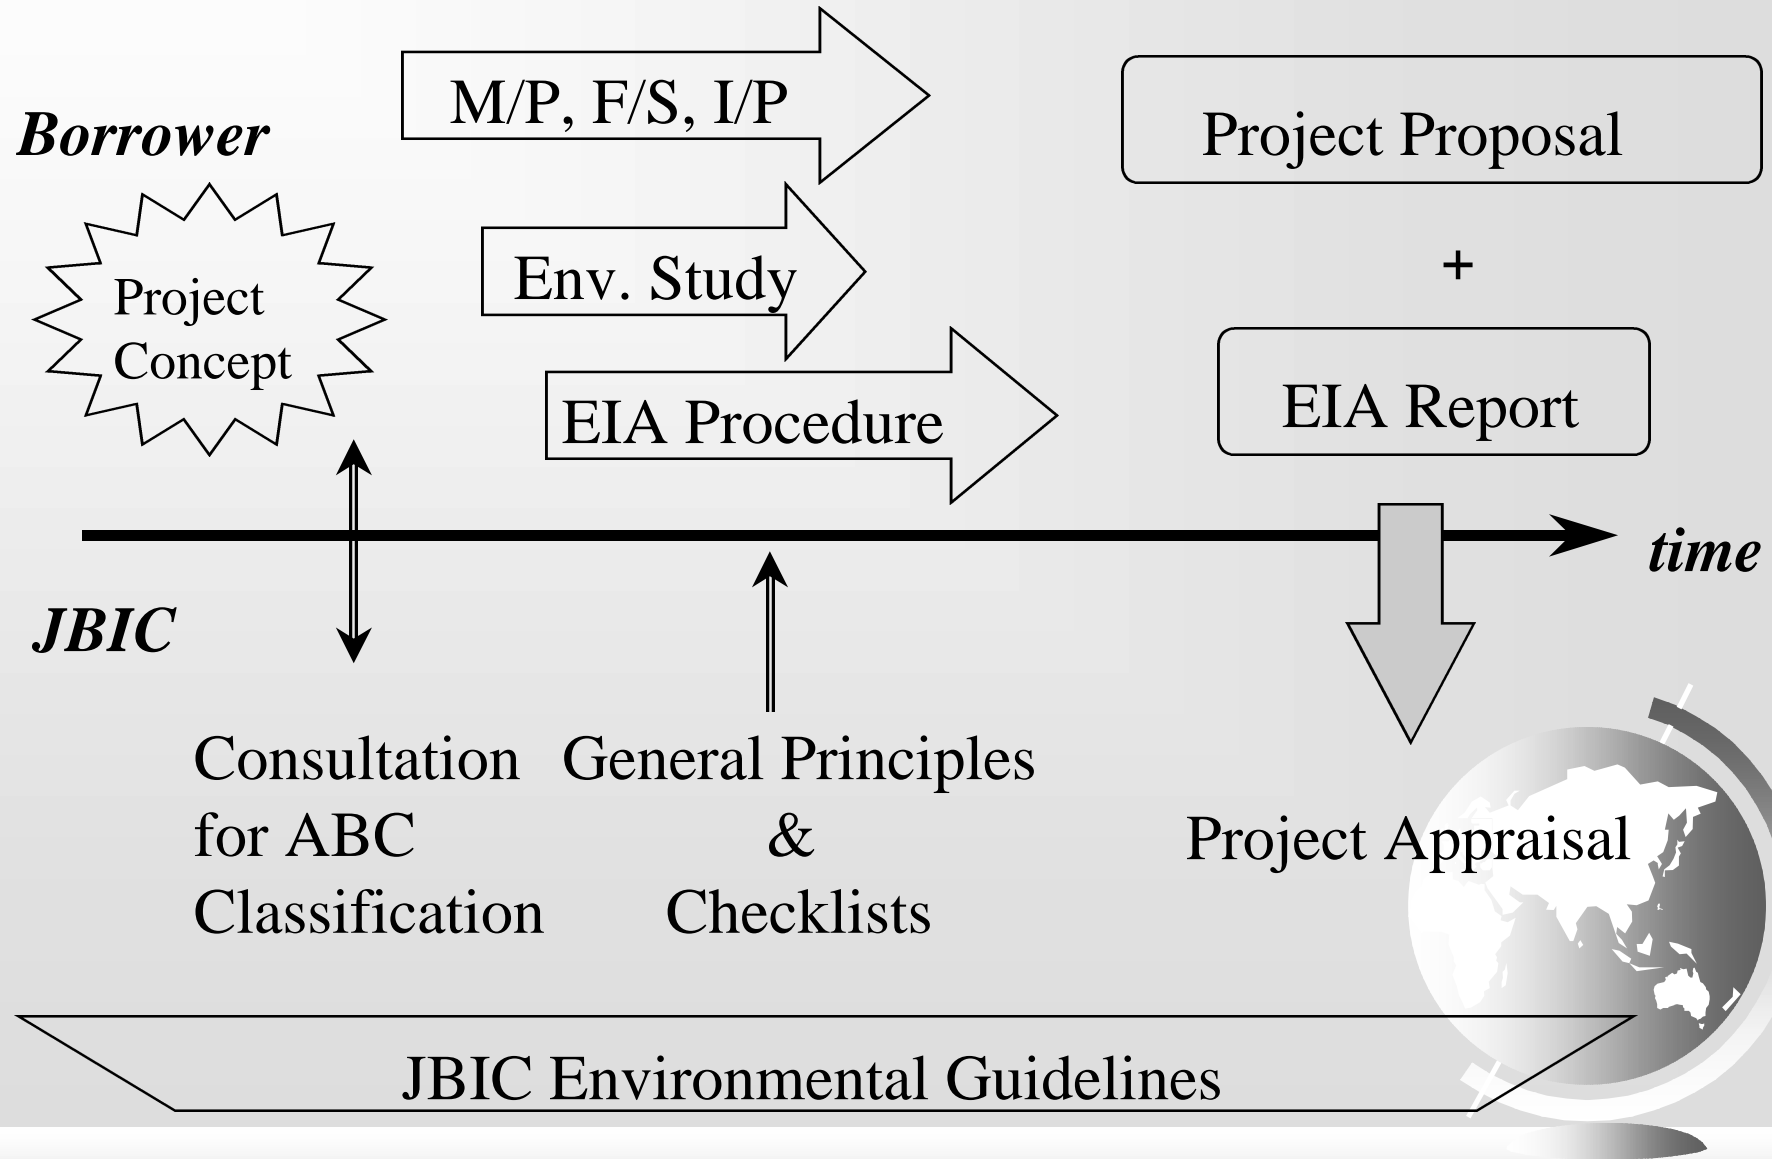 M/P, F/S, I/P
Borrower
Project Proposal
Project
Concept
Env. Study
+
EIA Procedure
EIA Report
time
JBIC
Consultation
for ABC
Classification
General Principles
&
Checklists
Project Appraisal
JBIC Environmental Guidelines